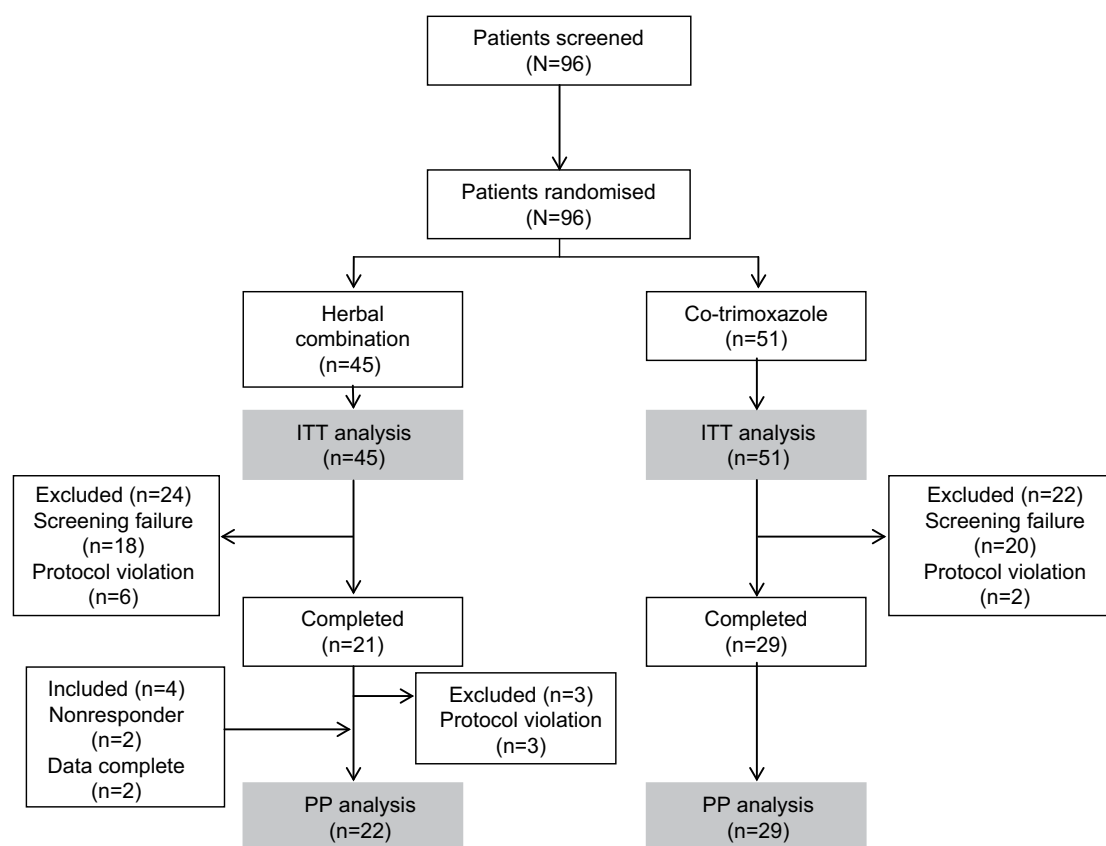 Patients screened
(N=96)
Patients randomised
(N=96)
Herbal
combination
(n=45)
Co-trimoxazole
(n=51)
ITT analysis
(n=45)
ITT analysis
(n=51)
Excluded (n=24)
Screening failure
(n=18)
Protocol violation
(n=6)
Excluded (n=22)
Screening failure
(n=20)
Protocol violation
(n=2)
Completed
(n=21)
Completed
(n=29)
Included (n=4)
Nonresponder
(n=2)
Data complete
(n=2)
Excluded (n=3)
Protocol violation
(n=3)
PP analysis
(n=22)
PP analysis
(n=29)